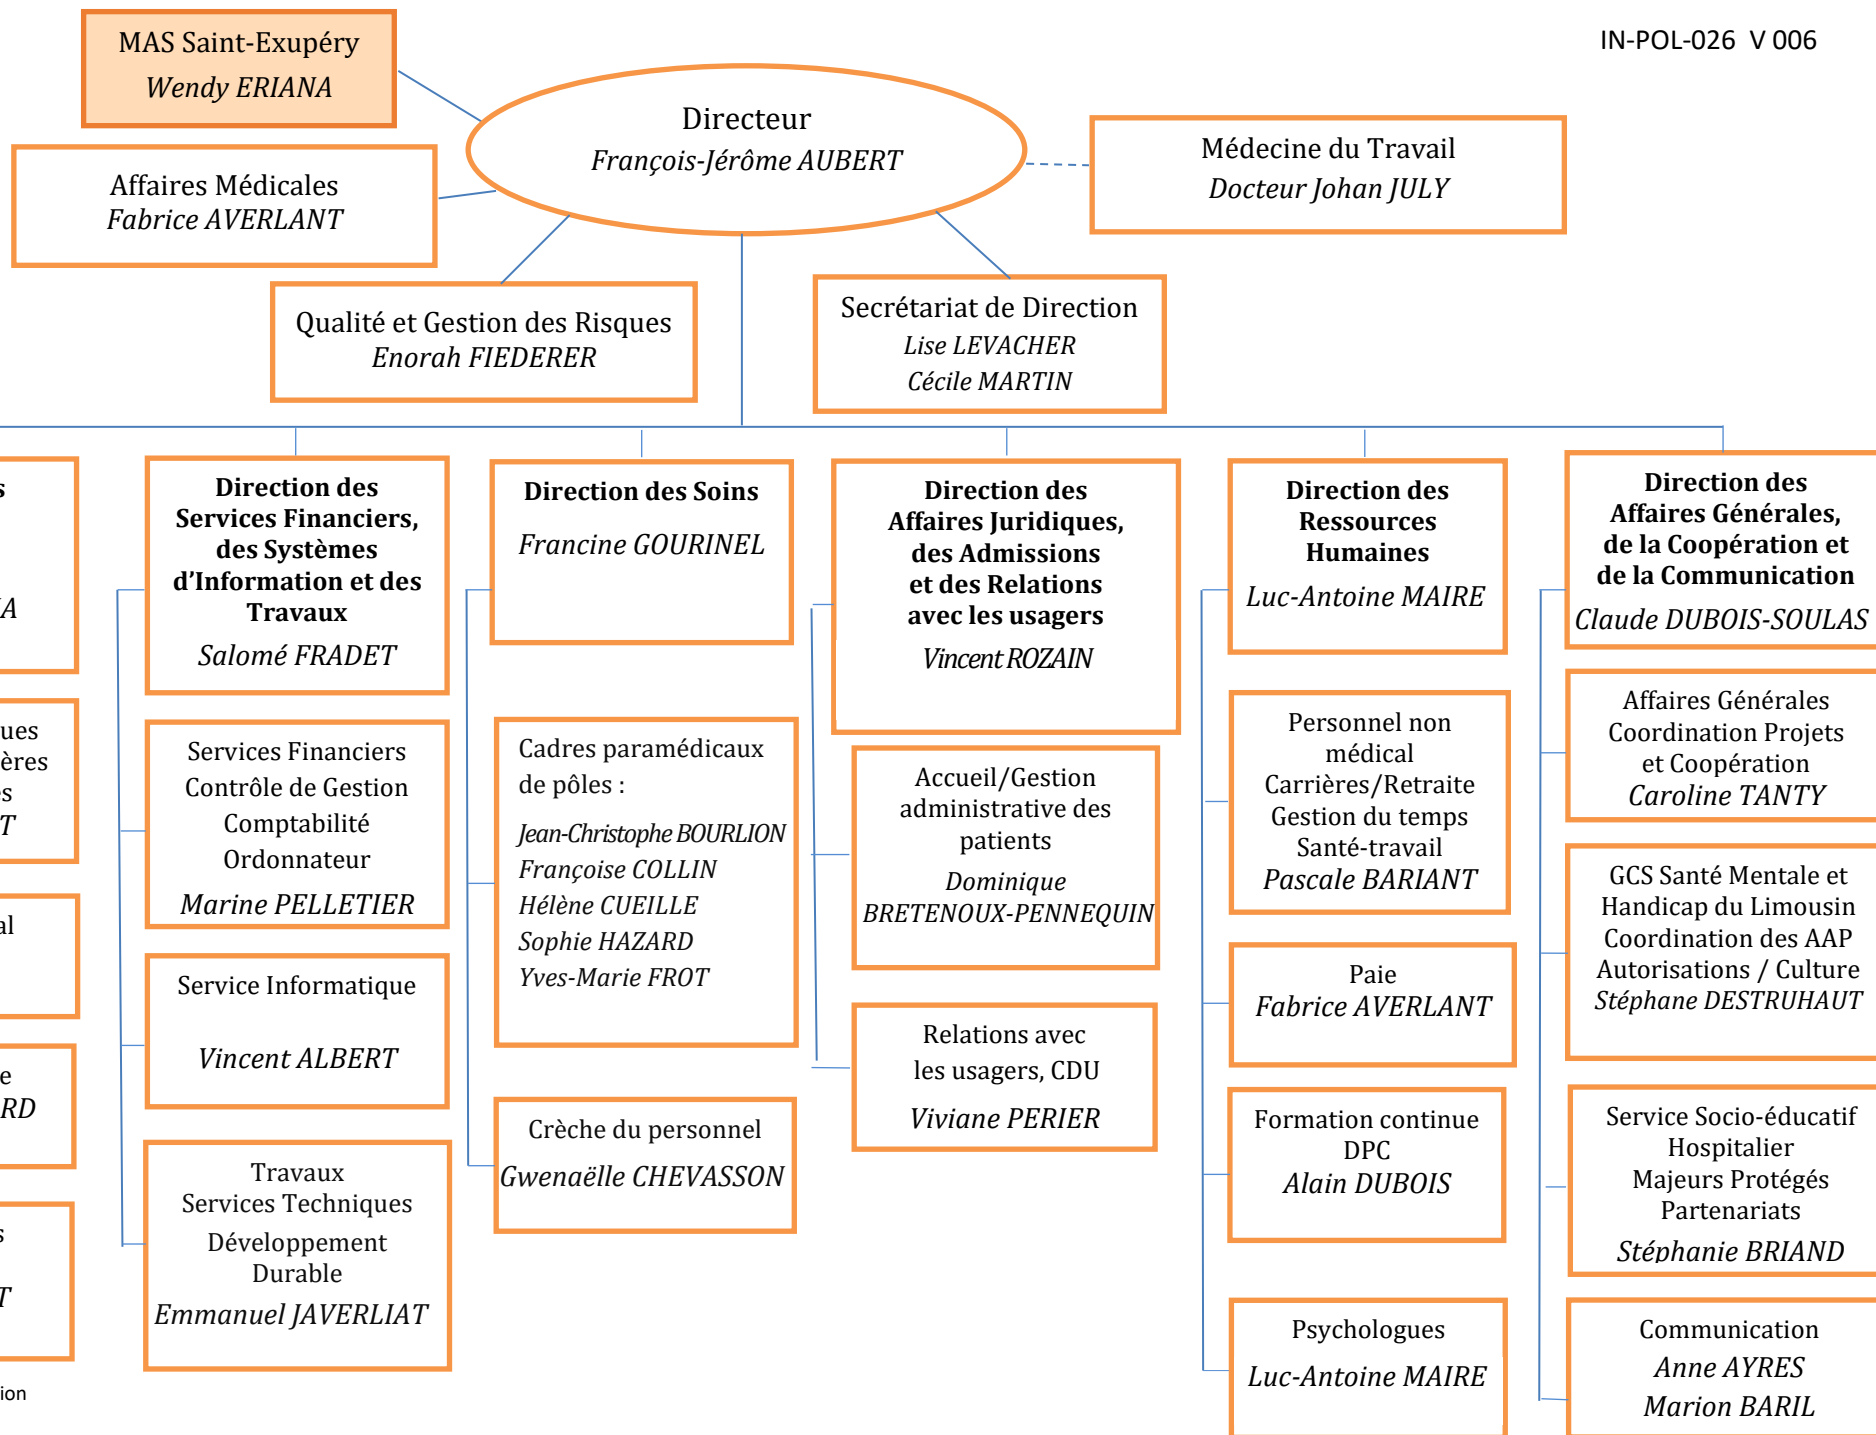 MAS Saint-Exupéry
Wendy ERIANA
IN-POL-026 V 006
Directeur
François-Jérôme AUBERT
Médecine du Travail
Docteur Johan JULY
Affaires Médicales
Fabrice AVERLANT
Qualité et Gestion des Risques
Enorah FIEDERER
Secrétariat de Direction
Lise LEVACHER
Cécile MARTIN
Direction des
Services Financiers,
des Systèmes
d’Information et des
Travaux
Salomé FRADET
Services Financiers
Contrôle de Gestion
Comptabilité
Ordonnateur
Marine PELLETIER
Service Informatique
Vincent ALBERT
Travaux
Services Techniques
Développement
Durable
Emmanuel JAVERLIAT
Direction des Soins
Francine GOURINEL
Cadres paramédicaux
de pôles :
Jean-Christophe BOURLION
Françoise COLLIN
Hélène CUEILLE
Sophie HAZARD
Yves-Marie FROT
Crèche du personnel
Gwenaëlle CHEVASSON
Direction des
Affaires Juridiques,
des Admissions
et des Relations
avec les usagers
Vincent ROZAIN
Accueil/Gestion
administrative des
patients
Dominique
BRETENOUX-PENNEQUIN
Relations avec
les usagers, CDU
Viviane PERIER
Direction des
Ressources
Humaines
Luc-Antoine MAIRE
Personnel non
médical
Carrières/Retraite
Gestion du temps
Santé-travail
Pascale BARIANT
Paie
Fabrice AVERLANT
Formation continue
DPC
Alain DUBOIS
Psychologues
Luc-Antoine MAIRE
Direction des
Affaires Générales,
de la Coopération et
de la Communication
Claude DUBOIS-SOULAS
Affaires Générales
Coordination Projets
et Coopération
Caroline TANTY
GCS Santé Mentale et
Handicap du Limousin
Coordination des AAP
Autorisations / Culture
Stéphane DESTRUHAUT
Service Socio-éducatif
Hospitalier
Majeurs Protégés
Partenariats
Stéphanie BRIAND
Communication
Anne AYRES
Marion BARIL